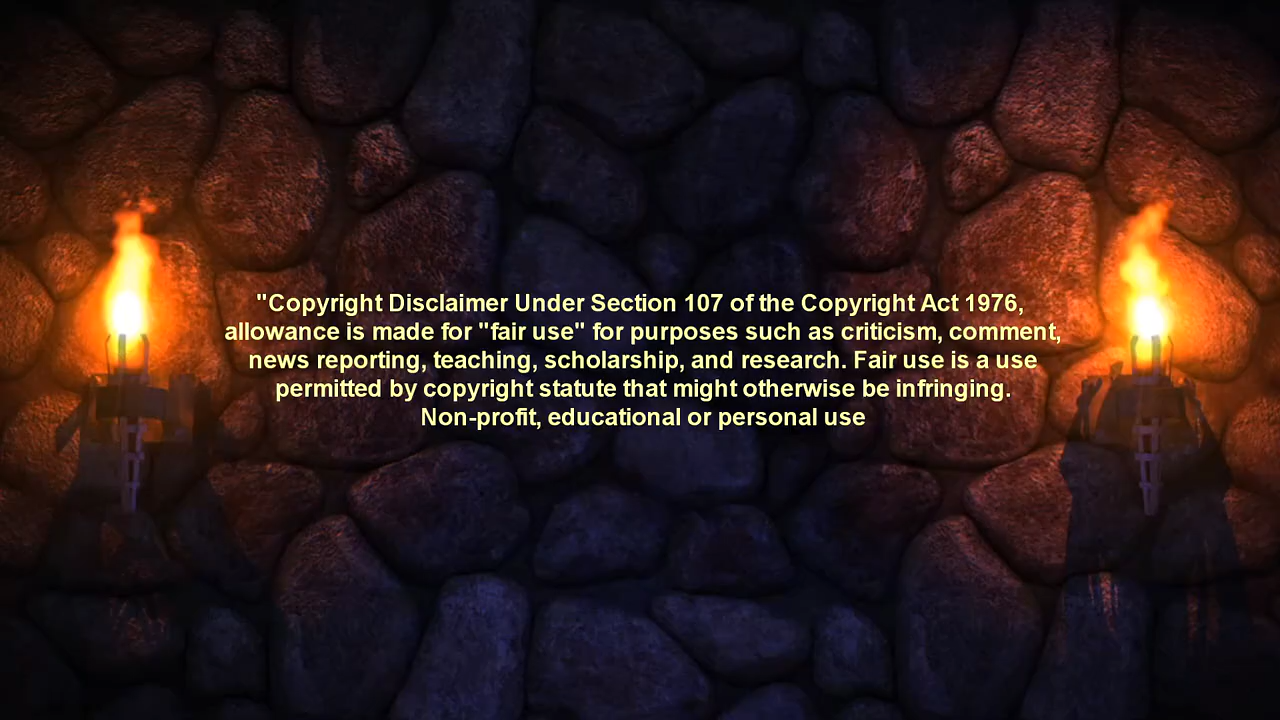 "Copyright Disclaimer Under Section 107 of the Copyright Act 1976,
allowance is made for "fair use" for purposes such as criticism, comment,
news reporting, teaching, scholarship, and research. Fair use is a use
permitted by copyright statute that might otherwise be infringing.
Non-profit, educational or personal use